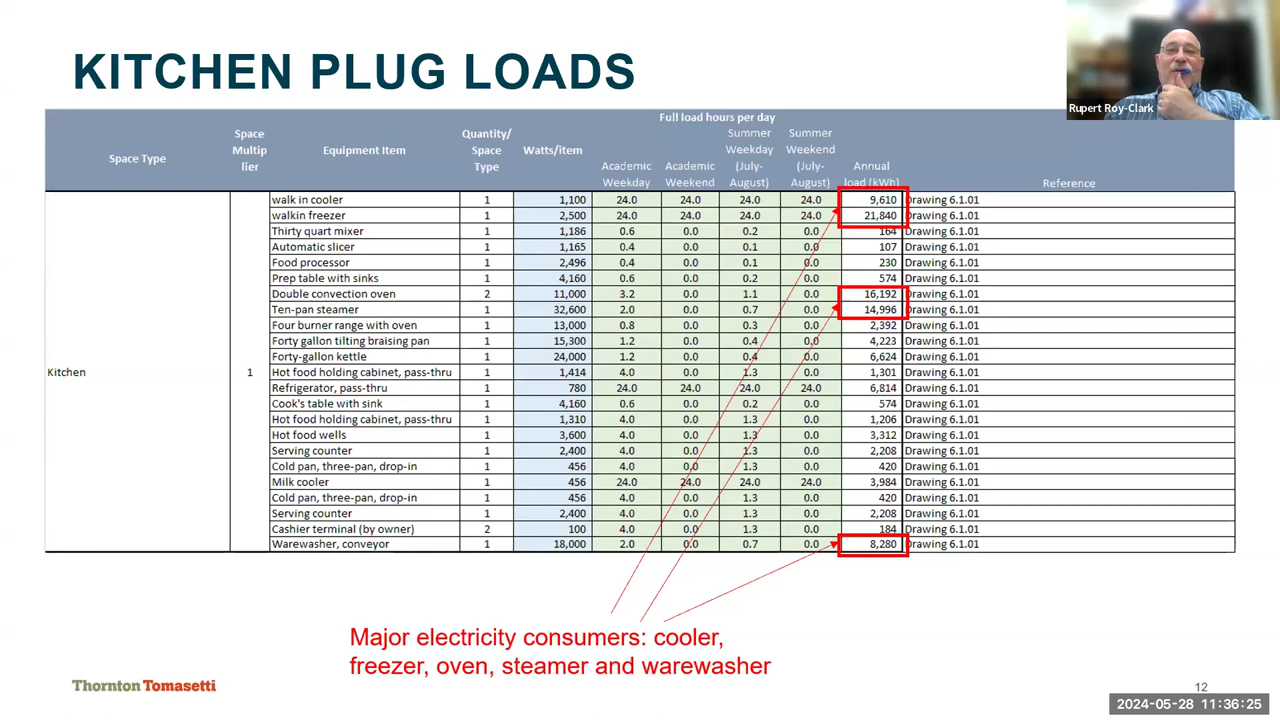 KITCHEN PLUG LOADS
Rupert Roy-Clark
Full load hours per day
Space Type
Space Multip lier
Equipment Item
Quantity/ Space Type
Watts/item
Academic Weekday
Academic Weekend
Summer Weekday (July-August)
Summer Weekend (July-August)
Annual load (kWh)
Reference
Kitchen
1
walk in cooler 1 1,100 24.0 24.0 24.0 24.0 9,610 Drawing 6.1.01
walkin freezer 1 2,500 24.0 24.0 24.0 24.0 21,840 Drawing 6.1.01
Thirty quart mixer 1 1,186 0.6 0.0 0.2 0.0 164 Drawing 6.1.01
Automatic slicer 1 1,165 0.4 0.0 0.1 0.0 107 Drawing 6.1.01
Food processor 1 2,496 0.4 0.0 0.1 0.0 230 Drawing 6.1.01
Prep table with sinks 1 4,160 0.6 0.0 0.2 0.0 574 Drawing 6.1.01
Double convection oven 2 11,000 3.2 0.0 1.1 0.0 16,192 Drawing 6.1.01
Ten-pan steamer 1 32,600 2.0 0.0 0.7 0.0 14,996 Drawing 6.1.01
Four burner range with oven 1 13,000 0.8 0.0 0.3 0.0 2,392 Drawing 6.1.01
Forty gallon tilting braising pan 1 15,300 1.2 0.0 0.4 0.0 4,223 Drawing 6.1.01
Forty-gallon kettle 1 24,000 1.2 0.0 0.4 0.0 6,624 Drawing 6.1.01
Hot food holding cabinet, pass-thru 1 1,414 4.0 0.0 1.3 0.0 1,301 Drawing 6.1.01
Refrigerator, pass-thru 1 780 24.0 24.0 24.0 24.0 6,814 Drawing 6.1.01
Cook's table with sink 1 4,160 0.6 0.0 0.2 0.0 574 Drawing 6.1.01
Hot food holding cabinet, pass-thru 1 1,310 4.0 0.0 1.3 0.0 1,206 Drawing 6.1.01
Hot food wells 1 3,600 4.0 0.0 1.3 0.0 3,312 Drawing 6.1.01
Serving counter 1 2,400 4.0 0.0 1.3 0.0 2,208 Drawing 6.1.01
Cold pan, three-pan, drop-in 1 456 4.0 0.0 1.3 0.0 420 Drawing 6.1.01
Milk cooler 1 456 24.0 24.0 24.0 24.0 3,984 Drawing 6.1.01
Cold pan, three-pan, drop-in 1 456 4.0 0.0 1.3 0.0 420 Drawing 6.1.01
Serving counter 1 2,400 4.0 0.0 1.3 0.0 2,208 Drawing 6.1.01
Cashier terminal (by owner) 2 100 4.0 0.0 1.3 0.0 184 Drawing 6.1.01
Warewasher, conveyor 1 18,000 2.0 0.0 0.7 0.0 8,280 Drawing 6.1.01
Major electricity consumers: cooler,
freezer, oven, steamer and warewasher
Thornton Tomasetti
12
2024-05-28 11:36:25